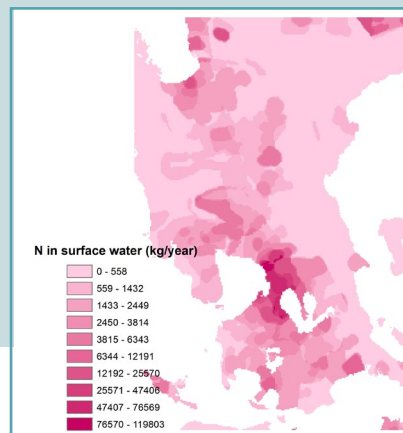 N in surface water (kg/year)
0 - 558
559 - 1432
1433 - 2449
2450 - 3814
3815 - 6343
6344 - 12191
12192 - 25570
25571 - 47406
47407 - 76569
76570 - 119803